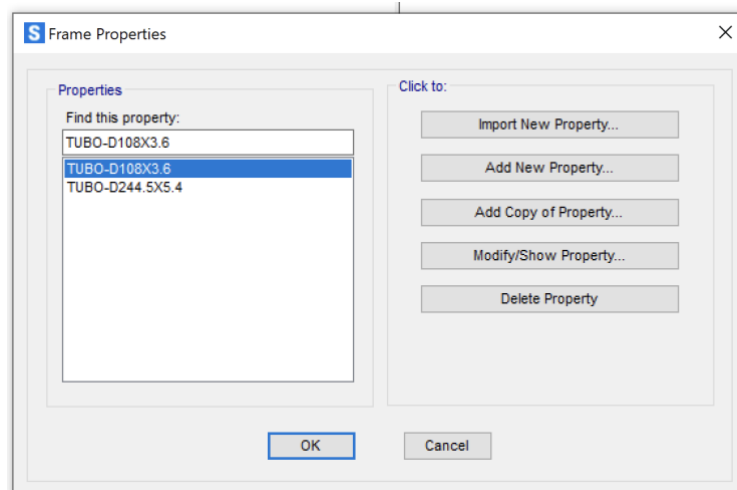 S Frame Properties
Properties
Find this property:
TUBO-D108X3.6
TUBO-D108X3.6
TUBO-D244.5X5.4
Click to:
Import New Property...
Add New Property...
Add Copy of Property...
Modify/Show Property...
Delete Property
OK
Cancel